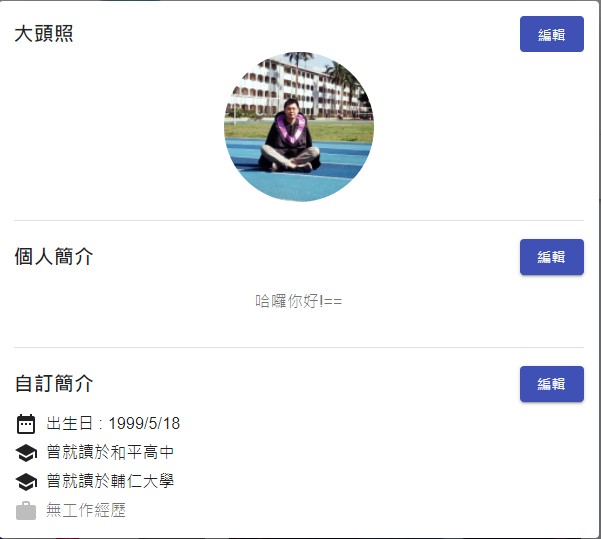 大頭照
編輯
個人簡介
編輯
哈囉你好!==
自訂簡介
編輯
出生日 : 1999/5/18
曾就讀於和平高中
曾就讀於輔仁大學
無工作經歷